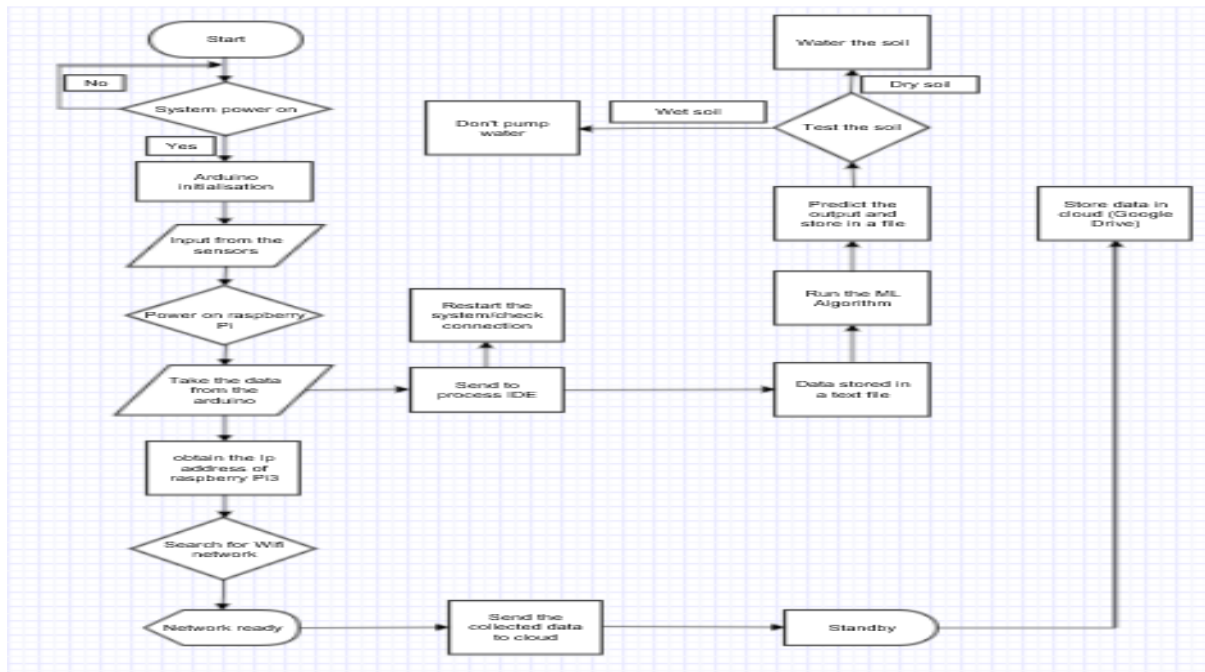 Start
No
System power on
Yes
Arduino
initialisation
Input from the
sensors
Power on raspberry
Pi
Take the data
from the
arduino
obtain the Ip
address of
raspberry Pi3
Search for Wifi
network
Network ready
Restart the
system/check
connection
Send to
process IDE
Send the
collected data
to cloud
Don't pump
water
Wet soil
Water the soil
Dry soil
Test the soil
Predict the
output and
store in a file
Run the ML
Algorithm
Data stored in
a text file
Standby
Store data in
cloud (Google
Drive)